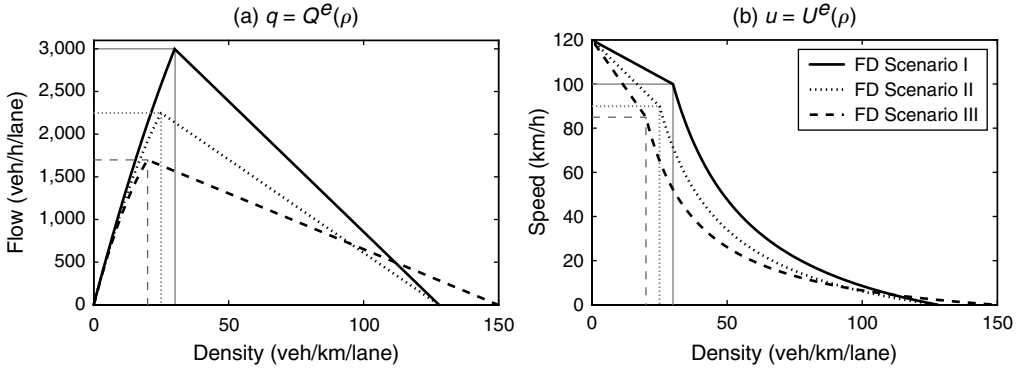 (a) q = Qᵉ(ρ)
3,000
2,500
2,000
1,500
1,000
500
0
Flow (veh/h/lane)
0 50 100 150
Density (veh/km/lane)
(b) u = Uᵉ(ρ)
120
100
80
60
40
20
0
Speed (km/h)
FD Scenario I
FD Scenario II
FD Scenario III
0 50 100 150
Density (veh/km/lane)